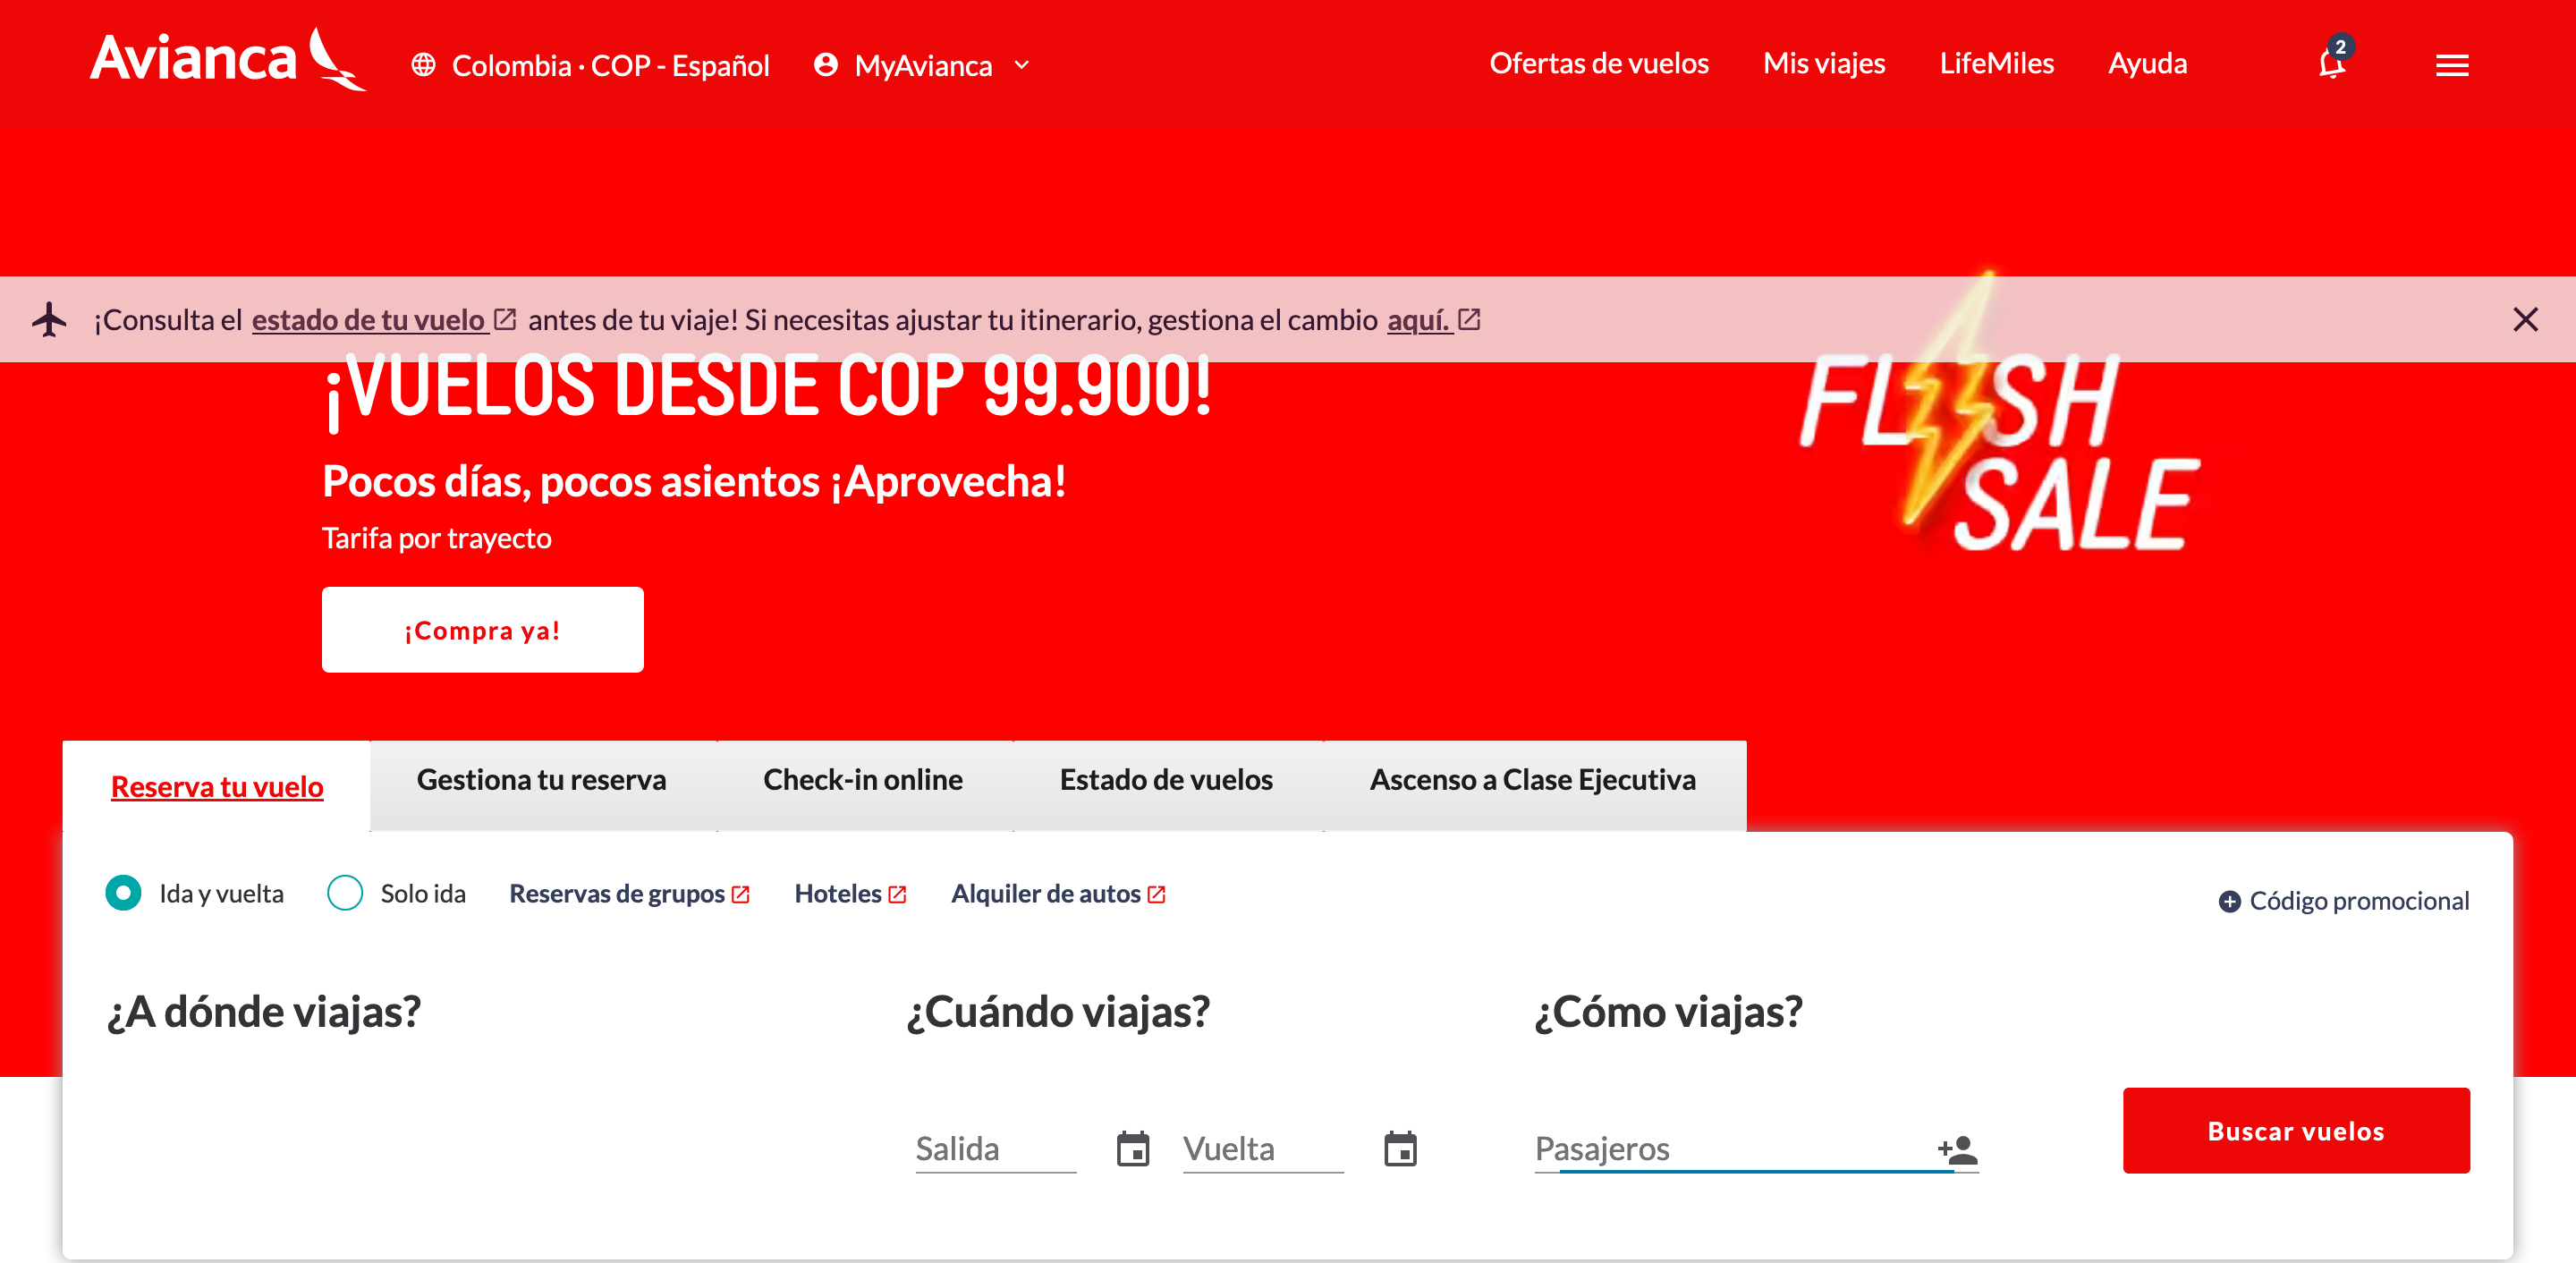 Avianca
Colombia · COP - Español
MyAvianca
Ofertas de vuelos
Mis viajes
LifeMiles
Ayuda
2
¡Consulta el estado de tu vuelo antes de tu viaje! Si necesitas ajustar tu itinerario, gestiona el cambio aquí.
¡VUELOS DESDE COP 99.900!
Pocos días, pocos asientos ¡Aprovecha!
Tarifa por trayecto
¡Compra ya!
FLASH
SALE
Reserva tu vuelo
Gestiona tu reserva
Check-in online
Estado de vuelos
Ascenso a Clase Ejecutiva
Ida y vuelta
Solo ida
Reservas de grupos
Hoteles
Alquiler de autos
Código promocional
¿A dónde viajas?
¿Cuándo viajas?
¿Cómo viajas?
Salida
Vuelta
Pasajeros
Buscar vuelos